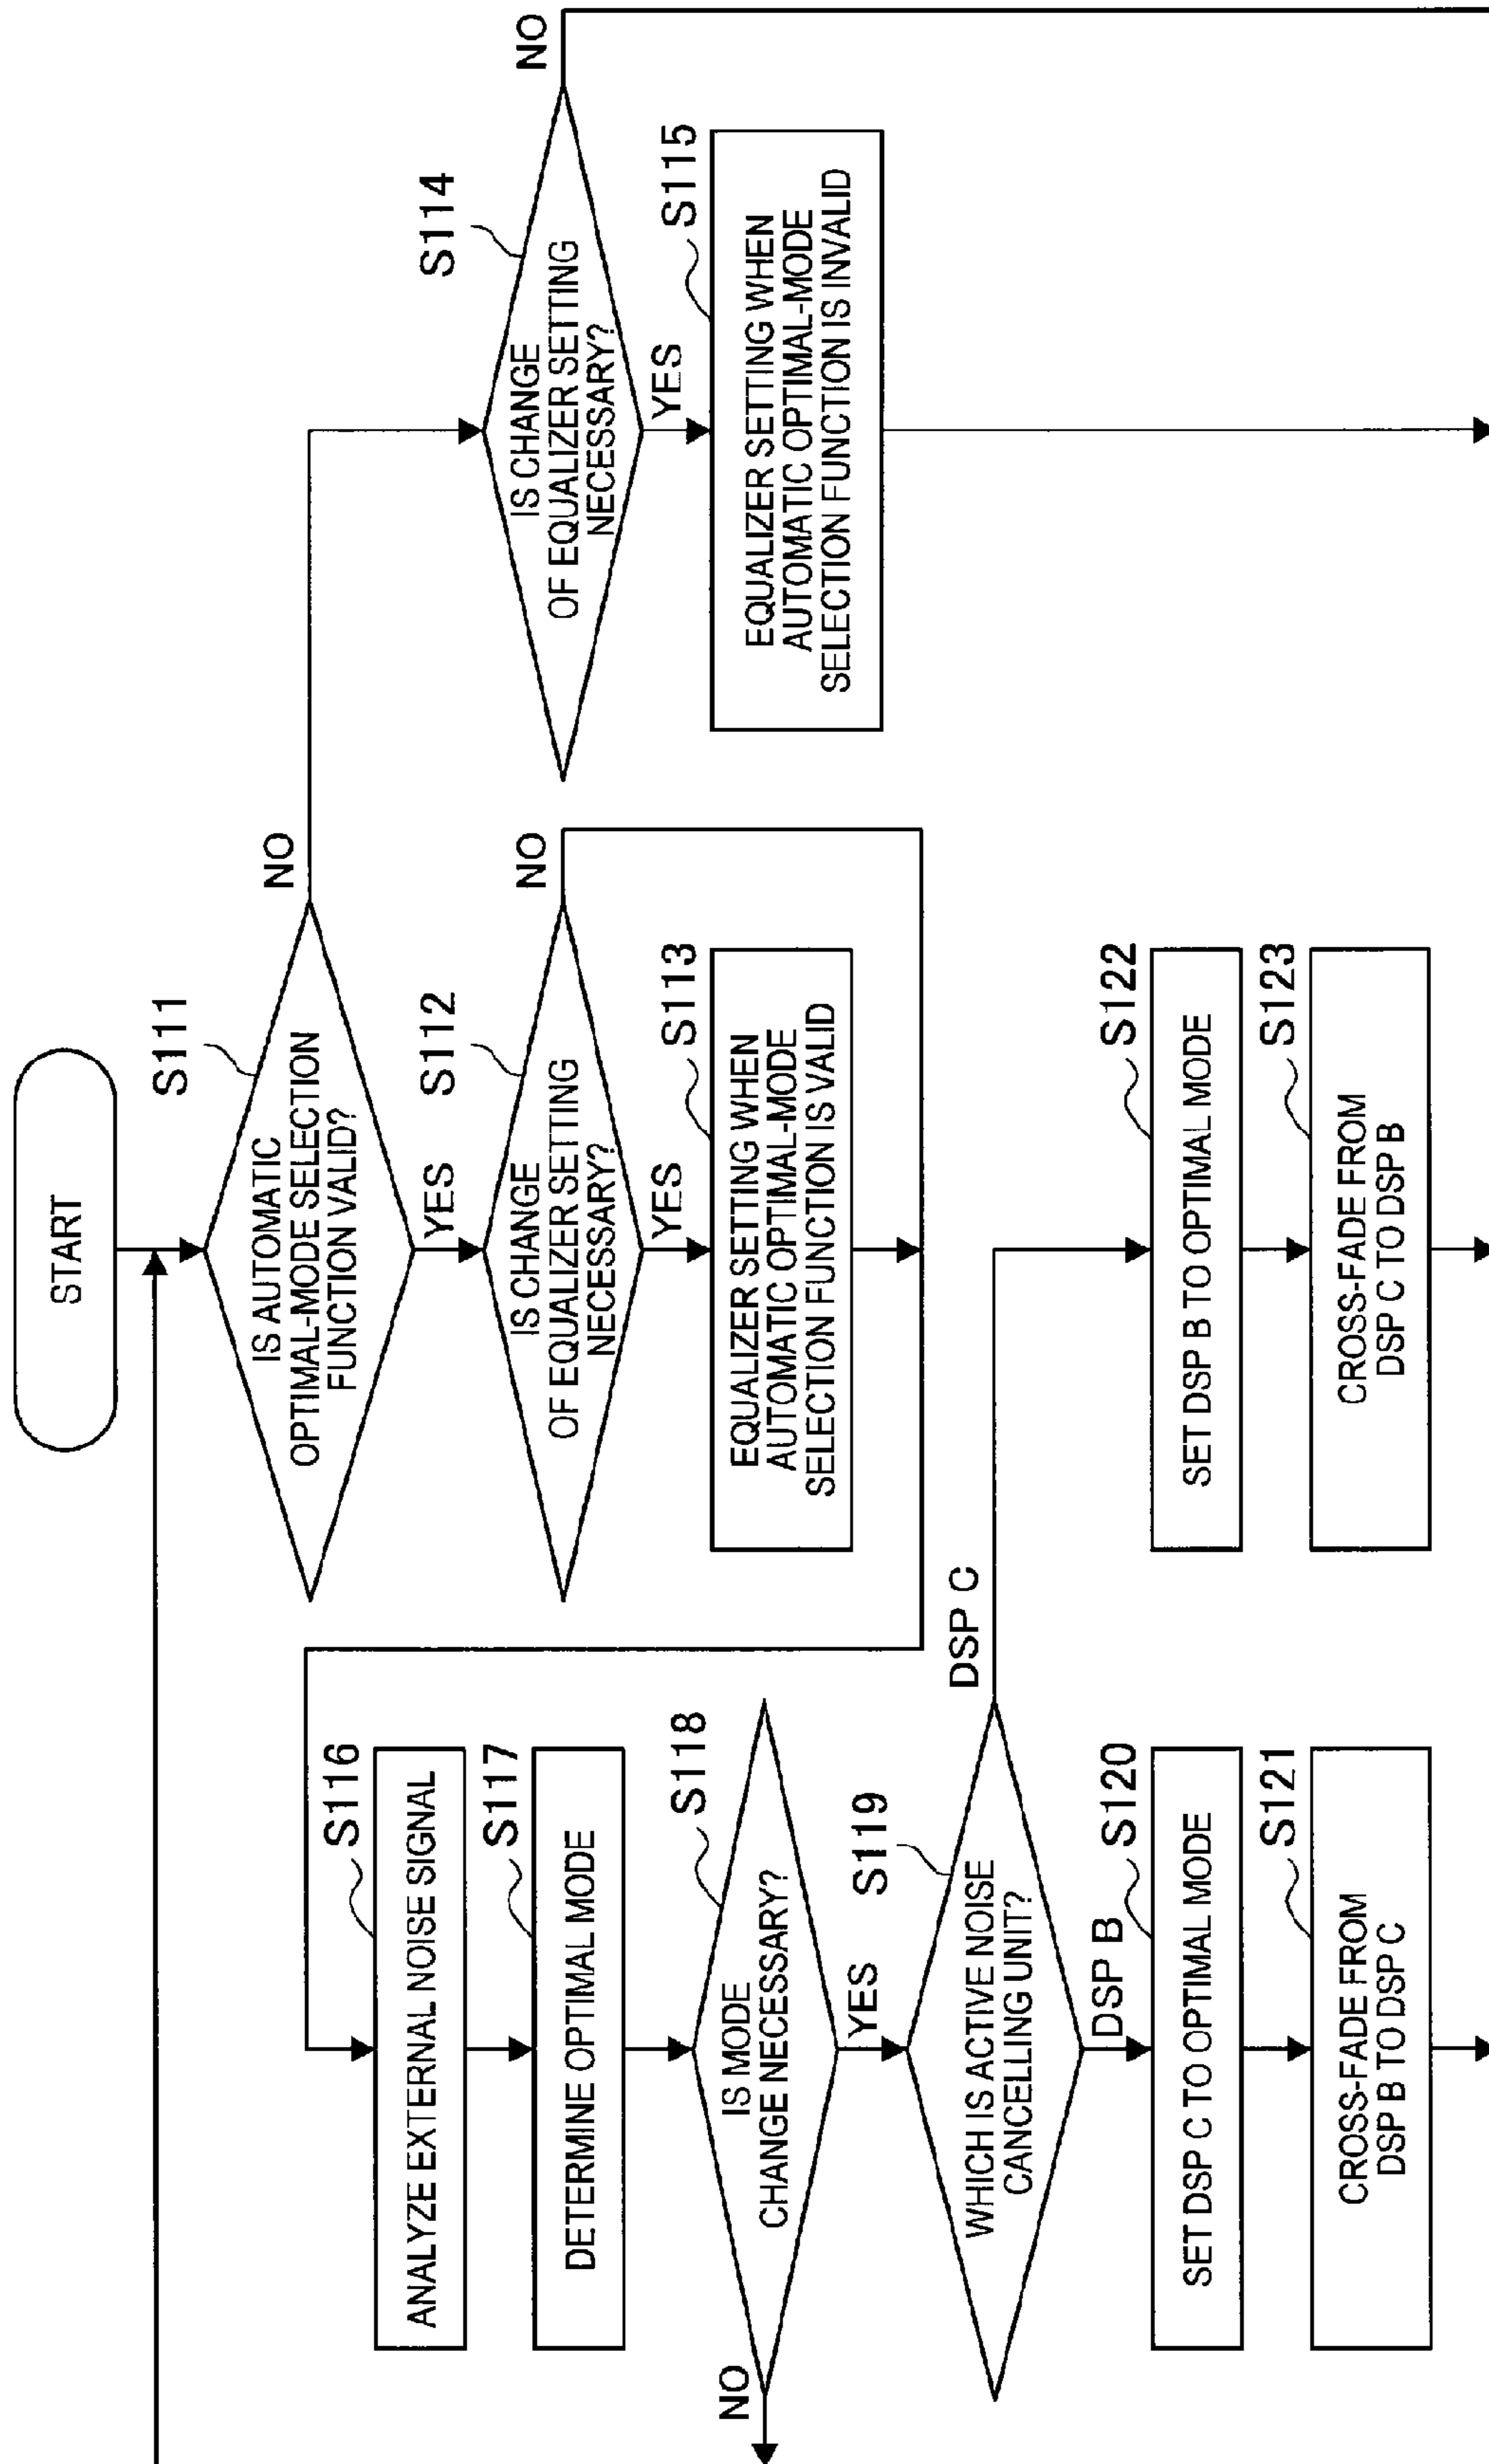 START
S111
IS AUTOMATIC
OPTIMAL-MODE SELECTION
FUNCTION VALID?
NO
YES
S112
IS CHANGE
OF EQUALIZER SETTING
NECESSARY?
NO
YES
S113
EQUALIZER SETTING WHEN
AUTOMATIC OPTIMAL-MODE
SELECTION FUNCTION IS VALID
S114
IS CHANGE
OF EQUALIZER SETTING
NECESSARY?
NO
YES
S115
EQUALIZER SETTING WHEN
AUTOMATIC OPTIMAL-MODE
SELECTION FUNCTION IS INVALID
S116
ANALYZE EXTERNAL NOISE SIGNAL
S117
DETERMINE OPTIMAL MODE
S118
IS MODE
CHANGE NECESSARY?
NO
YES
S119
WHICH IS ACTIVE NOISE
CANCELLING UNIT?
DSP C
DSP B
S120
SET DSP C TO OPTIMAL MODE
S121
CROSS-FADE FROM
DSP B TO DSP C
S122
SET DSP B TO OPTIMAL MODE
S123
CROSS-FADE FROM
DSP C TO DSP B